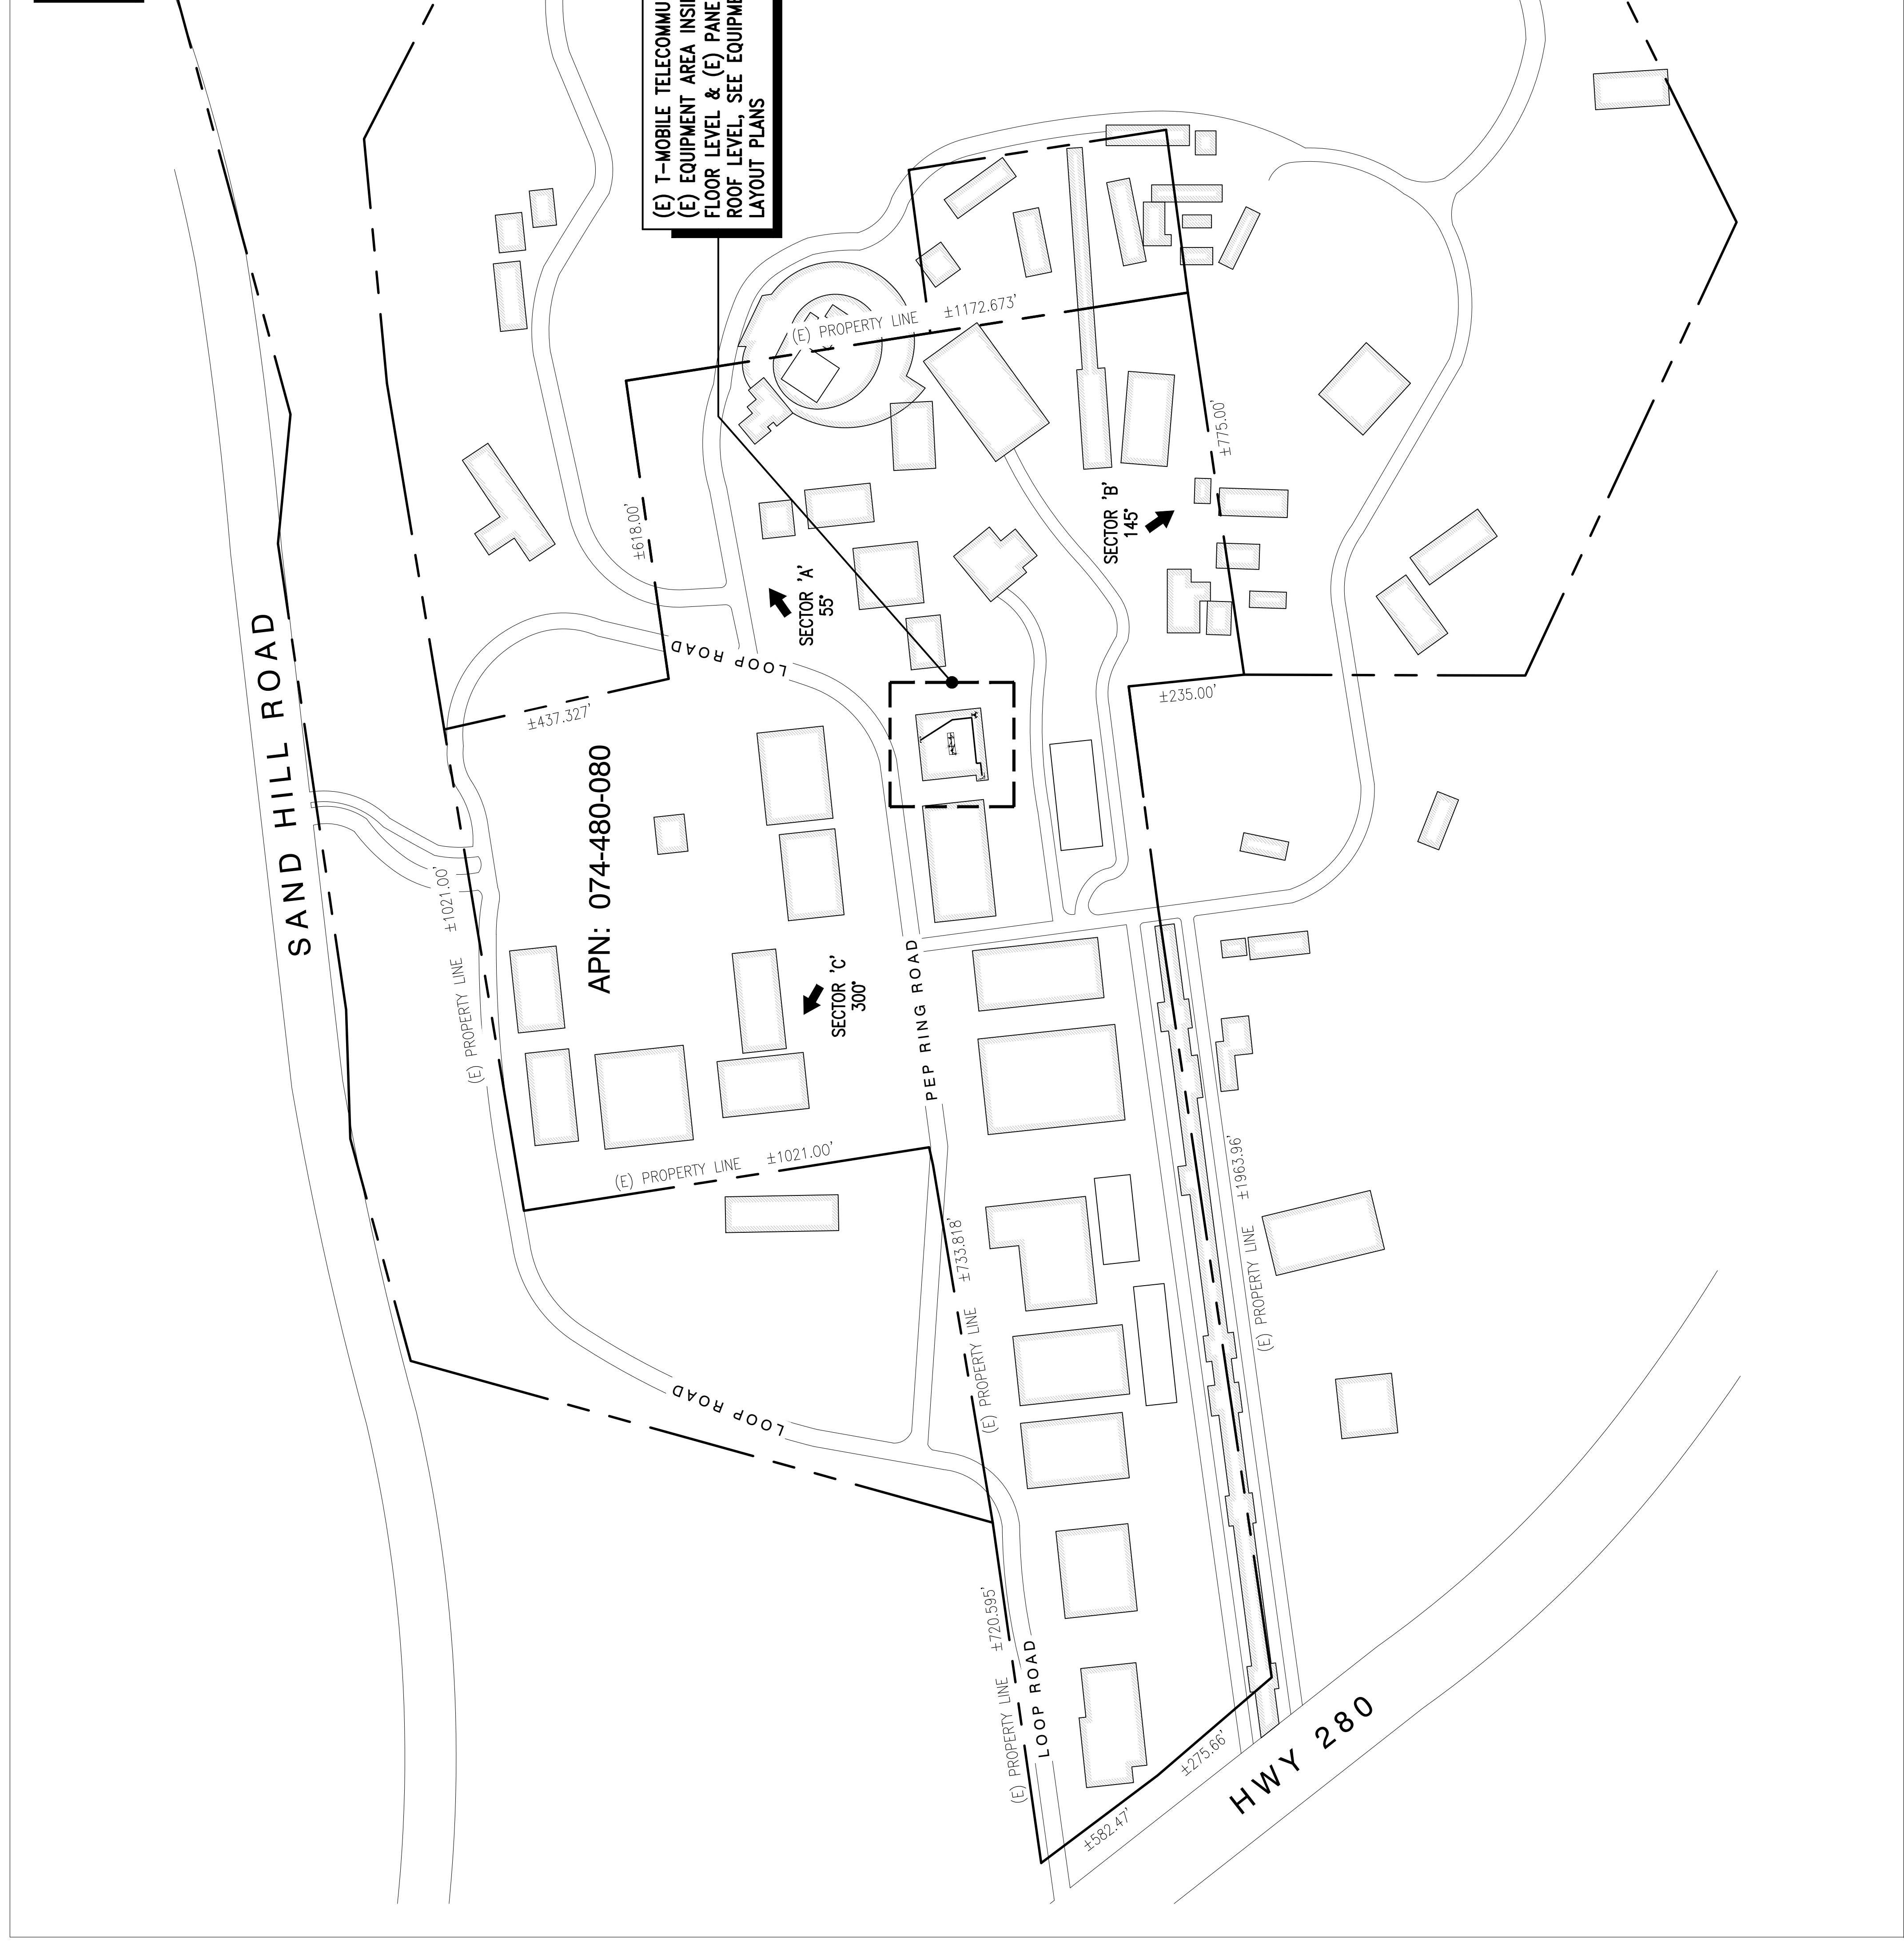 (E) T-MOBILE TELECOMMU
(E) EQUIPMENT AREA INSI
FLOOR LEVEL & (E) PANE
ROOF LEVEL, SEE EQUIPME
LAYOUT PLANS
SAND HILL ROAD
(E) PROPERTY LINE ±1172.673'
±618.00'
±775.00'
SECTOR 'A'
55°
SECTOR 'B'
145°
LOOP ROAD
±437.327'
±235.00'
APN: 074-480-080
(E) PROPERTY LINE ±1021.00'
SECTOR 'C'
300°
PEP RING ROAD
(E) PROPERTY LINE ±1021.00'
(E) PROPERTY LINE ±733.818'
(E) PROPERTY LINE ±1963.96'
LOOP ROAD
(E) PROPERTY LINE ±720.595'
LOOP ROAD
±275.66'
±582.47'
HWY 280